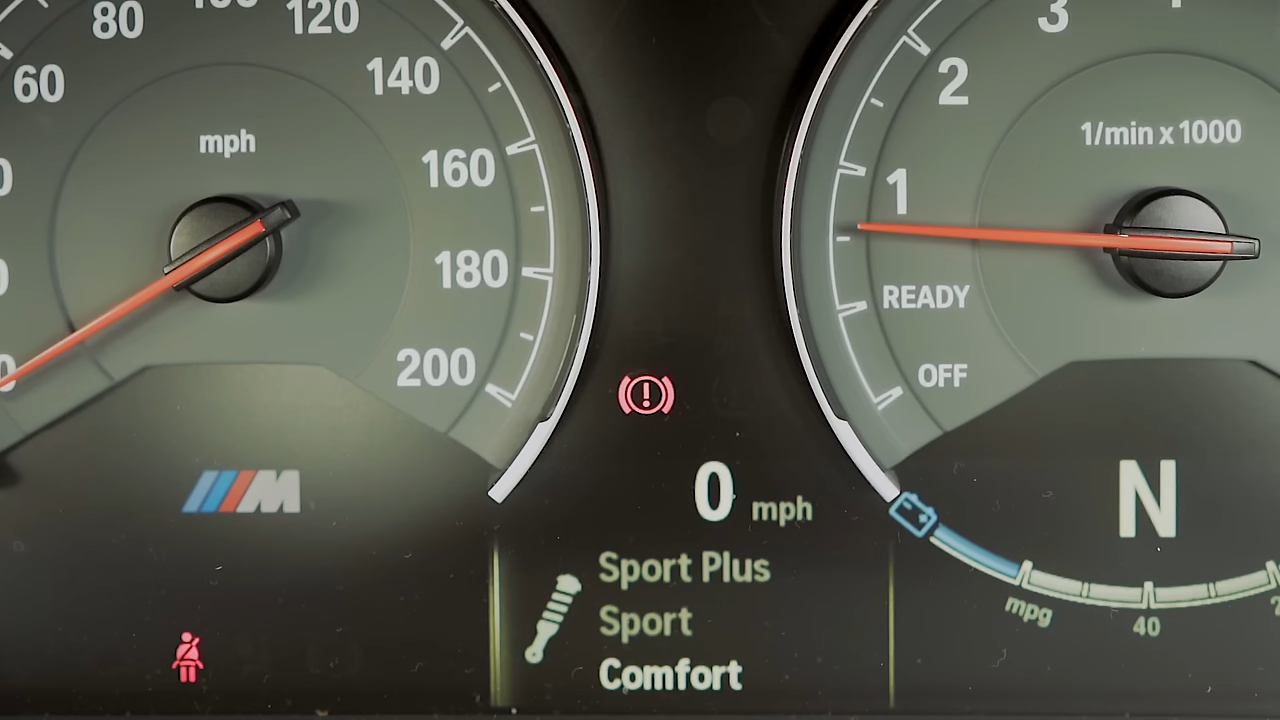 80
120
3
60
140
2
mph
1/min x 1000
160
1
180
READY
200
OFF
M
0 mph
N
Sport Plus
Sport
Comfort
mpg
40